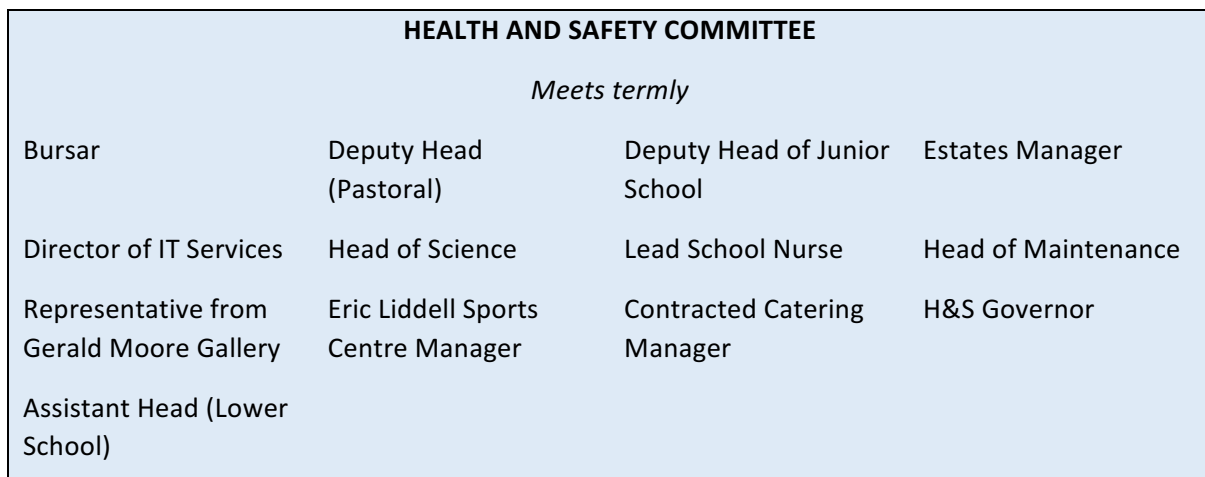 HEALTH AND SAFETY COMMITTEE
Meets termly
Bursar
Deputy Head
(Pastoral)
Deputy Head of Junior
School
Estates Manager
Director of IT Services
Head of Science
Lead School Nurse
Head of Maintenance
Representative from
Gerald Moore Gallery
Eric Liddell Sports
Centre Manager
Contracted Catering
Manager
H&S Governor
Assistant Head (Lower
School)